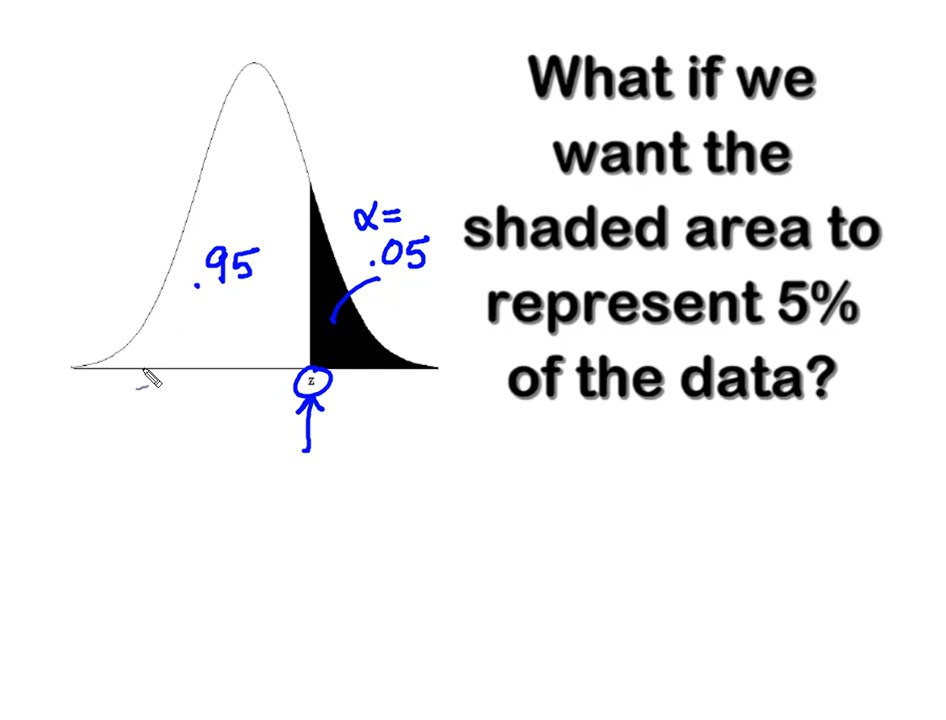 What if we
want the
shaded area to
represent 5%
of the data?
α=
.05
.95
z